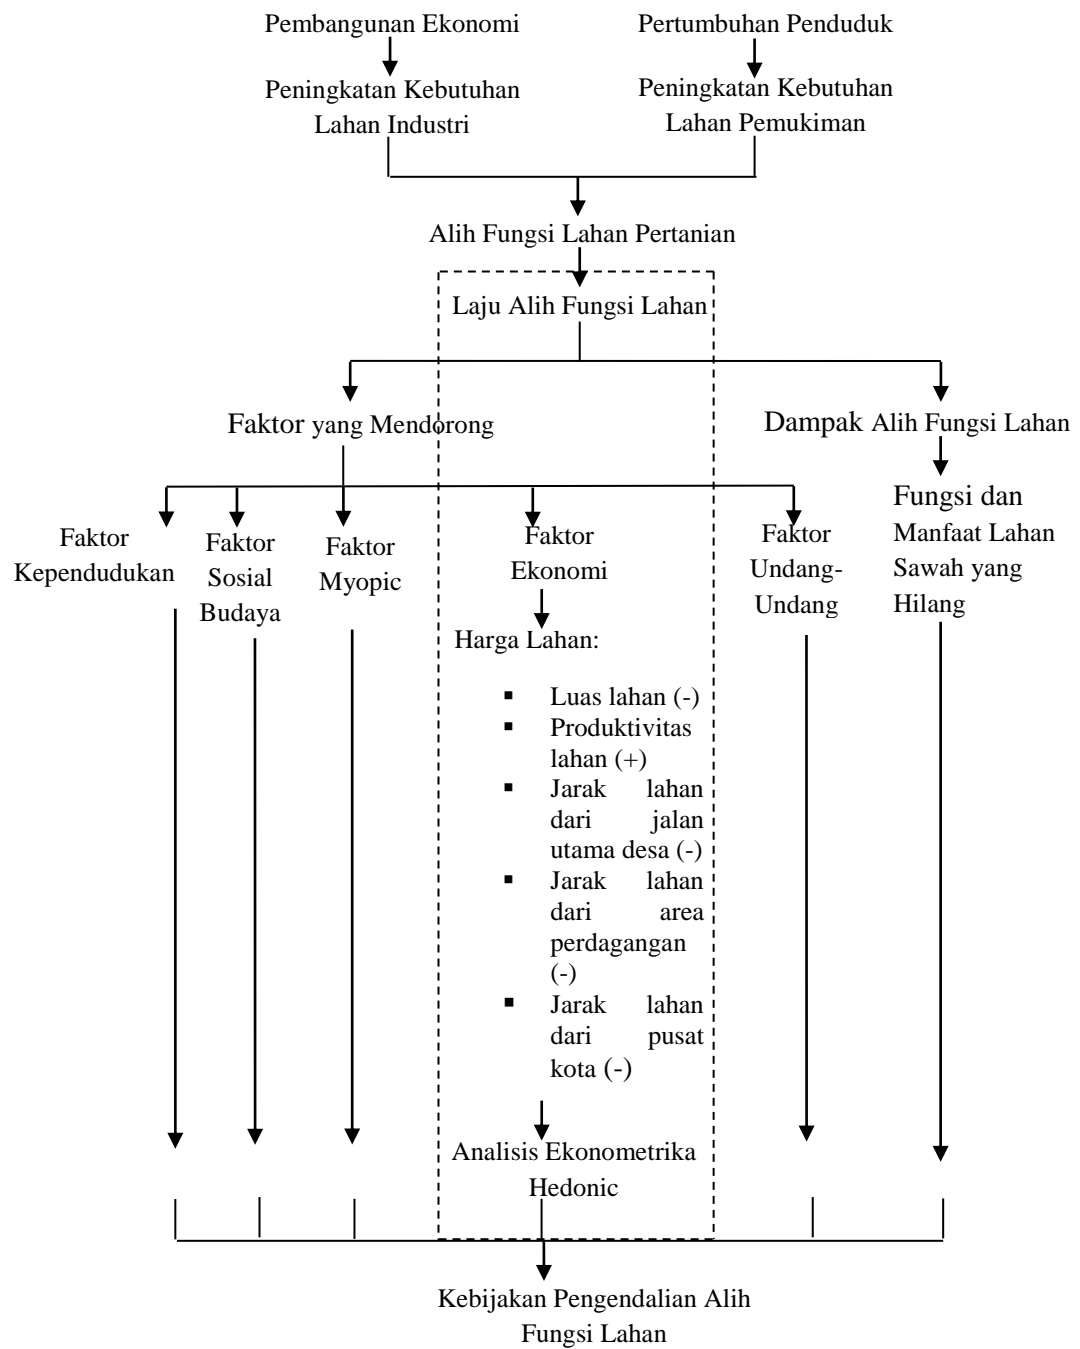 Pembangunan Ekonomi
Pertumbuhan Penduduk
Peningkatan Kebutuhan
Lahan Industri
Peningkatan Kebutuhan
Lahan Pemukiman
Alih Fungsi Lahan Pertanian
Laju Alih Fungsi Lahan
Faktor yang Mendorong
Dampak Alih Fungsi Lahan
Faktor
Kependudukan
Faktor
Sosial
Budaya
Faktor
Myopic
Faktor
Ekonomi
Faktor
Undang-
Undang
Fungsi dan
Manfaat Lahan
Sawah yang
Hilang
Harga Lahan:
▪ Luas lahan (-)
▪ Produktivitas
lahan (+)
▪ Jarak lahan
dari jalan
utama desa (-)
▪ Jarak lahan
dari area
perdagangan
(-)
▪ Jarak lahan
dari pusat
kota (-)
Analisis Ekonometrika
Hedonic
Kebijakan Pengendalian Alih
Fungsi Lahan